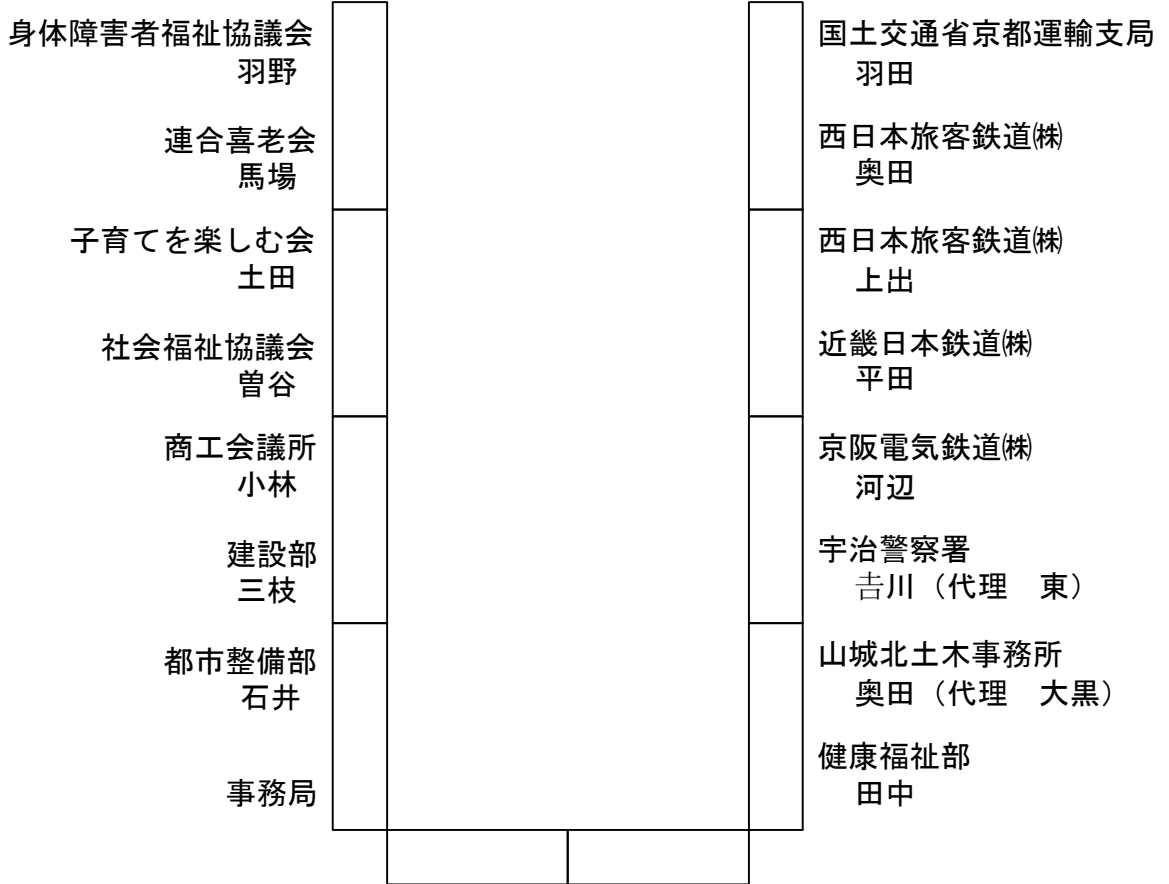 身体障害者福祉協議会
羽野
連合喜老会
馬場
子育てを楽しむ会
土田
社会福祉協議会
曽谷
商工会議所
小林
建設部
三枝
都市整備部
石井
事務局
国土交通省京都運輸支局
羽田
西日本旅客鉄道㈱
奥田
西日本旅客鉄道㈱
上出
近畿日本鉄道㈱
平田
京阪電気鉄道㈱
河辺
宇治警察署
𠮷川（代理　東）
山城北土木事務所
奥田（代理　大黒）
健康福祉部
田中